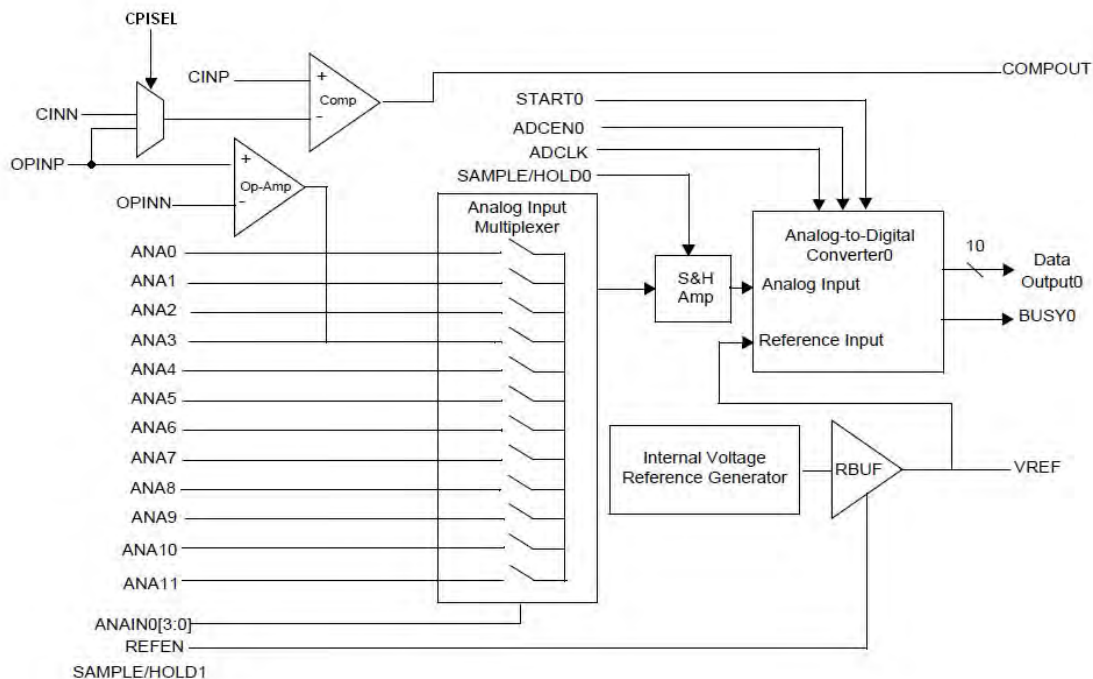 CPISEL
CINP
+
Comp
-
COMPOUT
CINN
START0
ADCEN0
OPINP
+
ADCLK
Op-Amp
SAMPLE/HOLD0
OPINN
-
Analog Input
Multiplexer
Analog-to-Digital
Converter0
10
Data
Output0
ANA0
ANA1
S&H
Amp
Analog Input
ANA2
BUSY0
ANA3
Reference Input
ANA4
ANA5
ANA6
ANA7
Internal Voltage
Reference Generator
RBUF
VREF
ANA8
ANA9
ANA10
ANA11
ANAIN0[3:0]
REFEN
SAMPLE/HOLD1